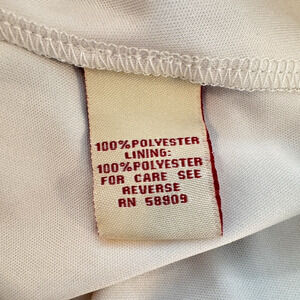 100% POLYESTER
LINING:
100% POLYESTER
FOR CARE SEE
REVERSE
RN 58909